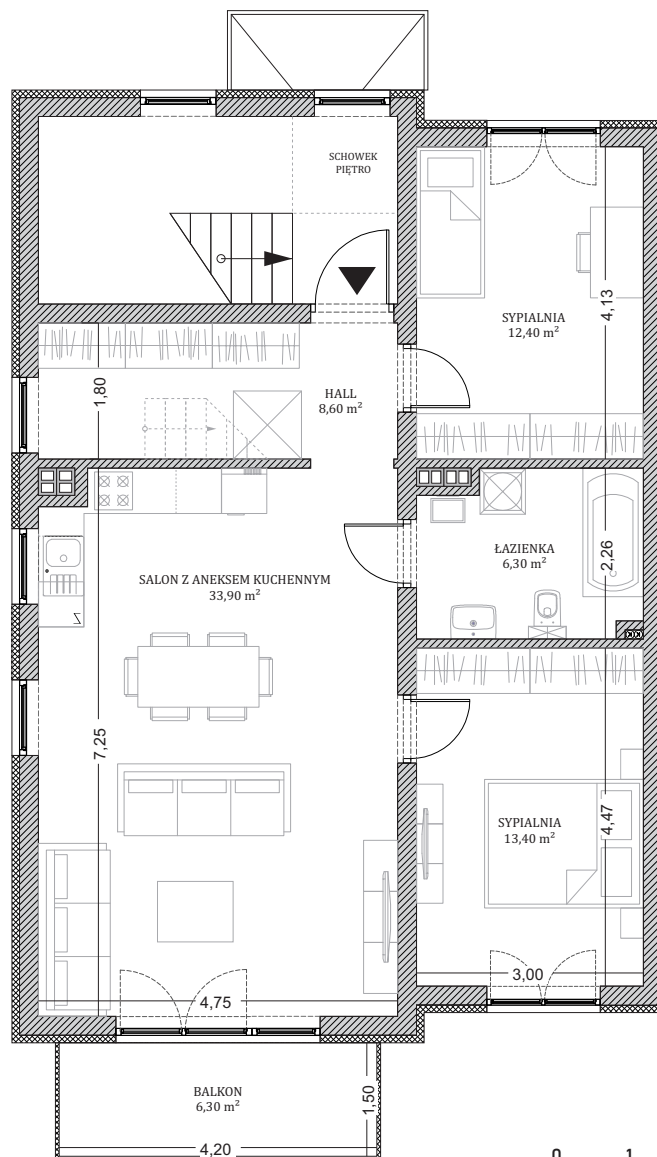 SCHOWEK
PIĘTRO
SYPIALNIA
12,40 m²
4,13
HALL
8,60 m²
1,80
ŁAZIENKA
6,30 m²
2,26
SALON Z ANEKSEM KUCHENNYM
33,90 m²
7,25
SYPIALNIA
13,40 m²
4,47
3,00
4,75
BALKON
6,30 m²
1,50
4,20
0 1